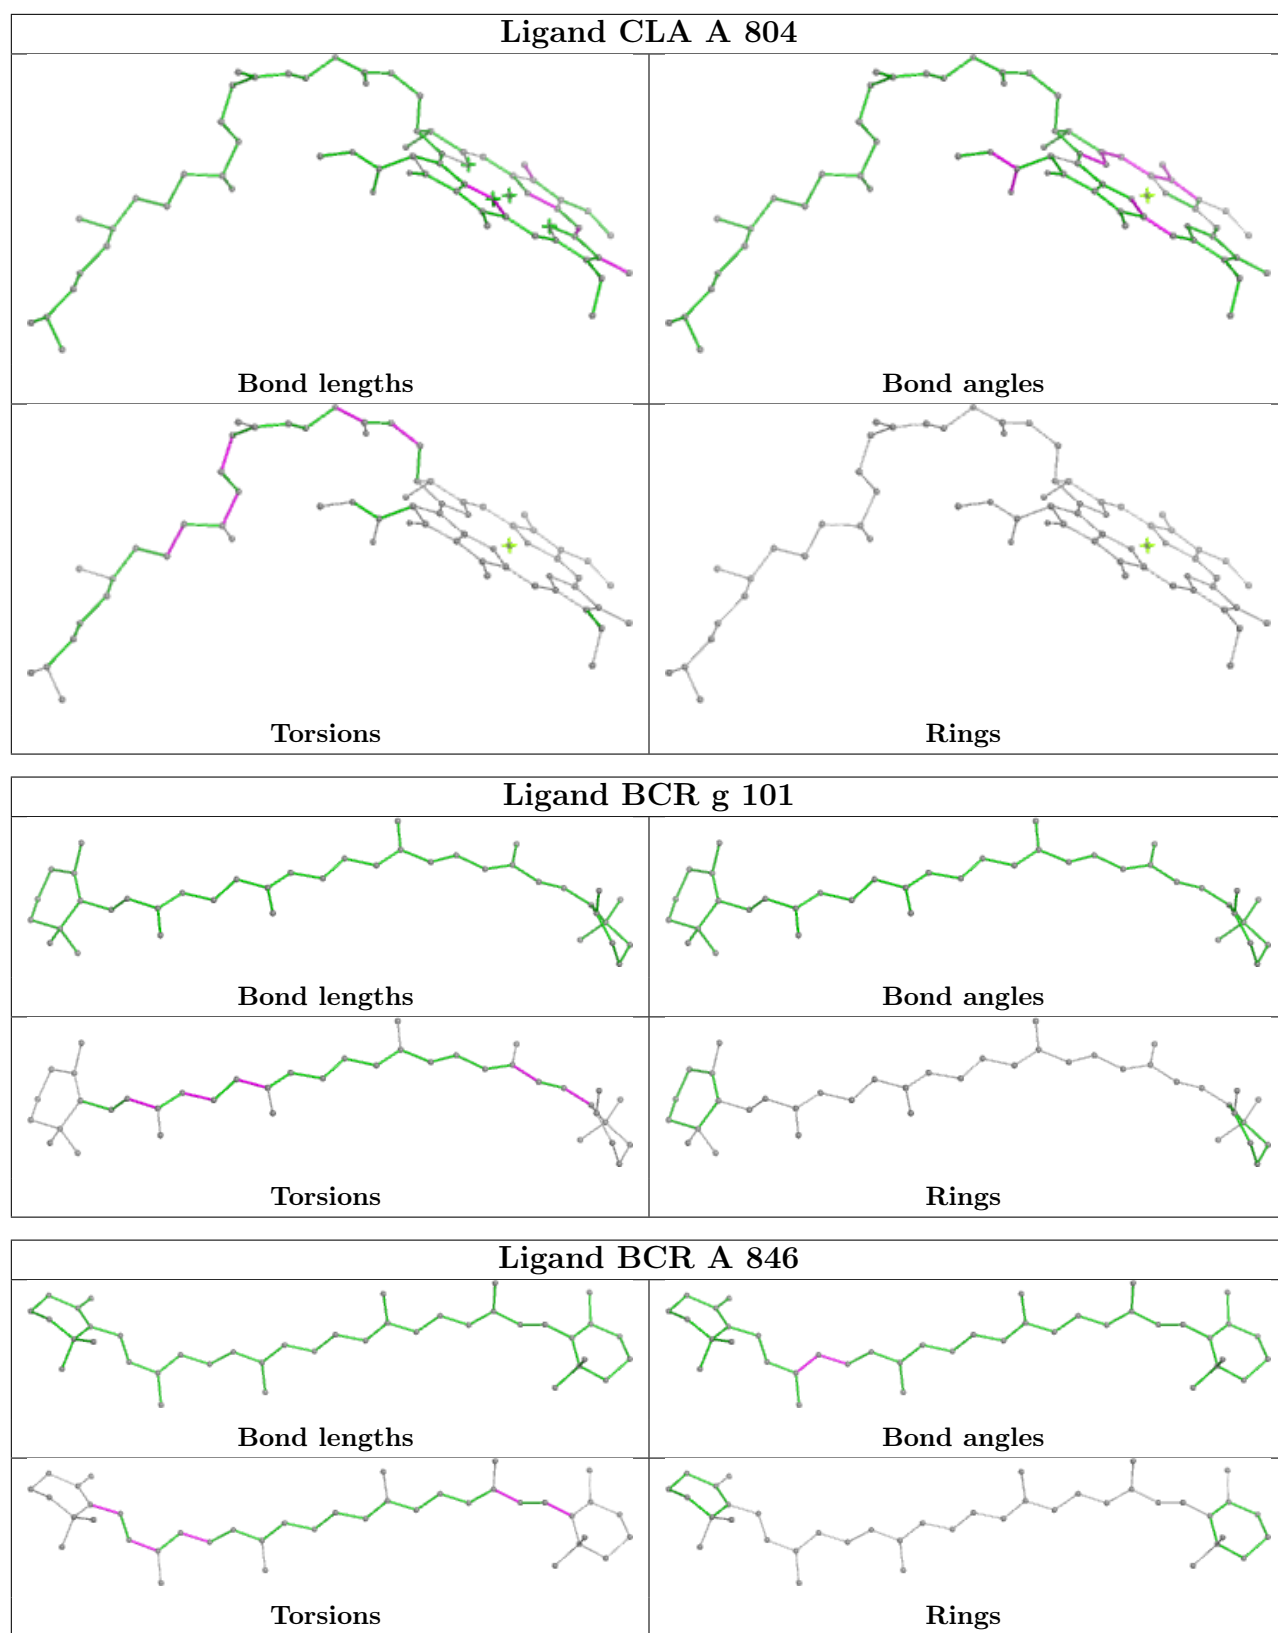 Ligand CLA A 804
Bond lengths
Bond angles
Torsions
Rings
Ligand BCR g 101
Bond lengths
Bond angles
Torsions
Rings
Ligand BCR A 846
Bond lengths
Bond angles
Torsions
Rings